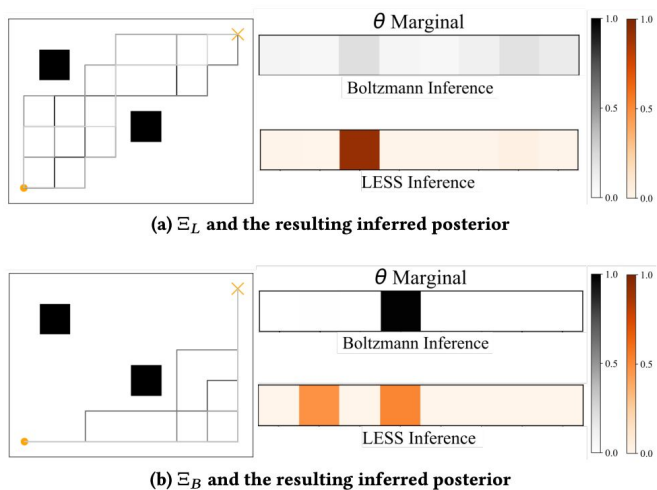 θ Marginal
Boltzmann Inference
LESS Inference
1.0
0.5
0.0
1.0
0.5
0.0
(a) Ξ_L and the resulting inferred posterior
θ Marginal
Boltzmann Inference
LESS Inference
1.0
0.5
0.0
1.0
0.5
0.0
(b) Ξ_B and the resulting inferred posterior